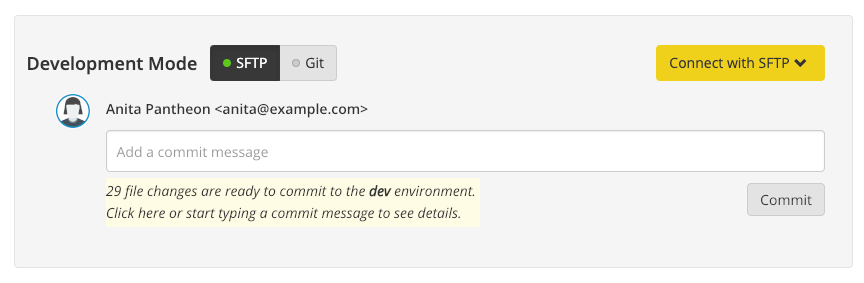 Development Mode SFTP Git Connect with SFTP
Anita Pantheon <anita@example.com>
Add a commit message
29 file changes are ready to commit to the dev environment.
Click here or start typing a commit message to see details.
Commit